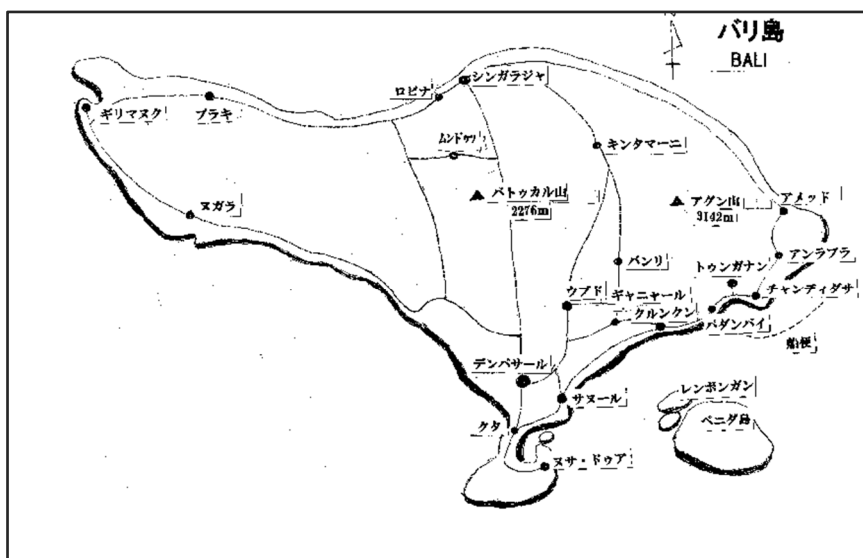 バリ島
BALI
シンガラジャ
ロビナ
ギリマヌク
プラキ
ムンドゥッ
キンタマーニ
バトゥカル山
2276m
アグン山
3142m
アメッド
ヌガラ
アンラプラ
バンリ
トゥンガナン
チャンディダサ
ウブド
ギャニャール
クルンクン
パダンバイ
船便
デンパサール
サヌール
レンボンガン
ペニダ島
クタ
ヌサ・ドゥア